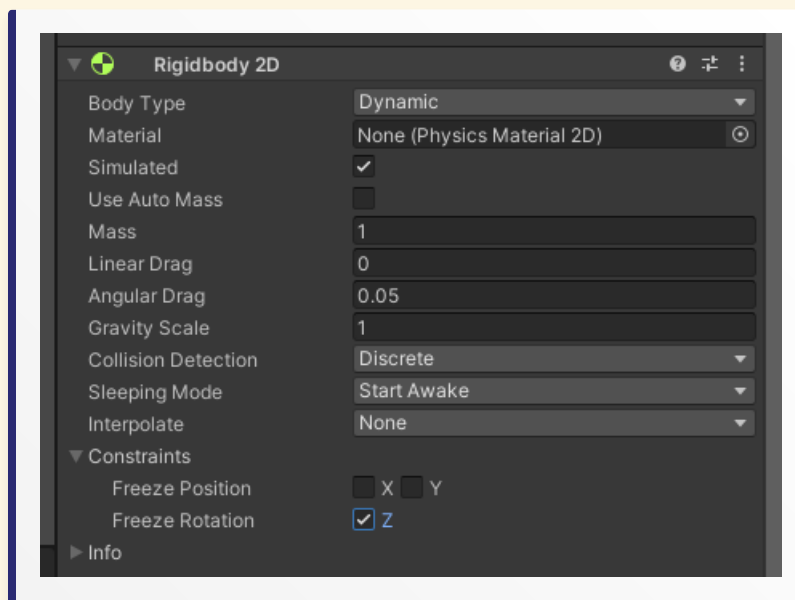 Rigidbody 2D
Body Type Dynamic
Material None (Physics Material 2D)
Simulated
Use Auto Mass
Mass 1
Linear Drag 0
Angular Drag 0.05
Gravity Scale 1
Collision Detection Discrete
Sleeping Mode Start Awake
Interpolate None
Constraints
Freeze Position X Y
Freeze Rotation Z
Info